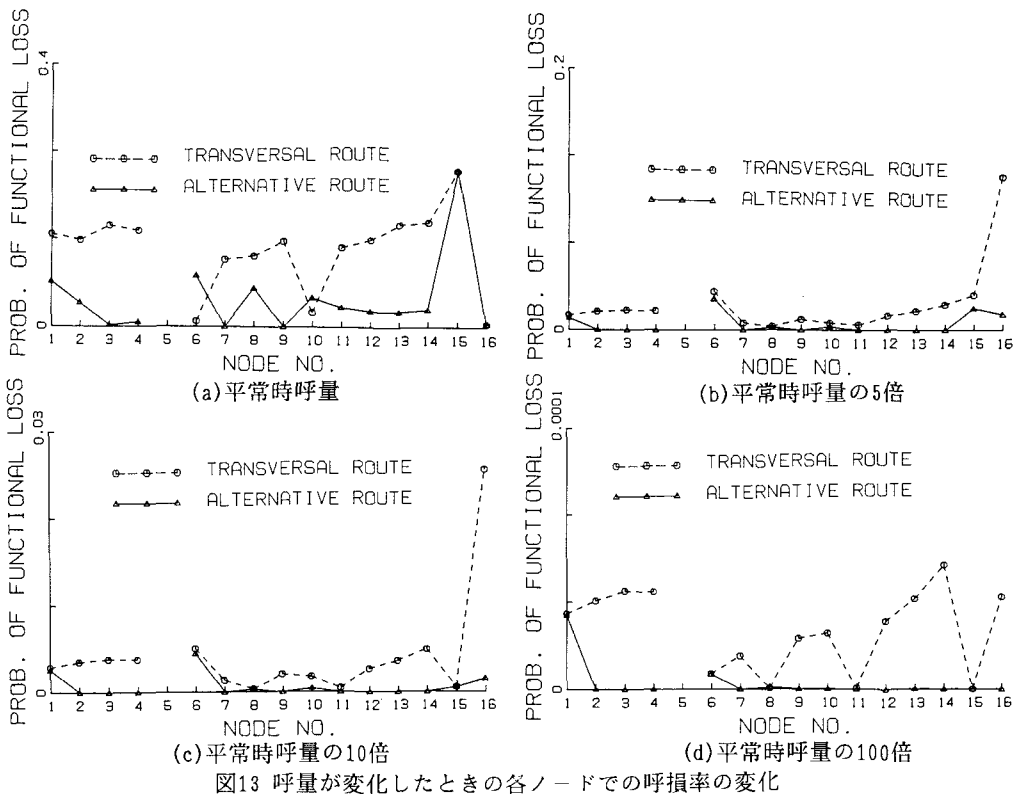 PROB. OF FUNCTIONAL LOSS
0.4
0
TRANSVERSAL ROUTE
ALTERNATIVE ROUTE
1 2 3 4 5 6 7 8 9 10 11 12 13 14 15 16
NODE NO.
(a)平常時呼量
PROB. OF FUNCTIONAL LOSS
0.2
0
TRANSVERSAL ROUTE
ALTERNATIVE ROUTE
1 2 3 4 5 6 7 8 9 10 11 12 13 14 15 16
NODE NO.
(b)平常時呼量の5倍
PROB. OF FUNCTIONAL LOSS
0.03
0
TRANSVERSAL ROUTE
ALTERNATIVE ROUTE
1 2 3 4 5 6 7 8 9 10 11 12 13 14 15 16
NODE NO.
(c)平常時呼量の10倍
PROB. OF FUNCTIONAL LOSS
0.0001
0
TRANSVERSAL ROUTE
ALTERNATIVE ROUTE
1 2 3 4 5 6 7 8 9 10 11 12 13 14 15 16
NODE NO.
(d)平常時呼量の100倍
図13 呼量が変化したときの各ノードでの呼損率の変化